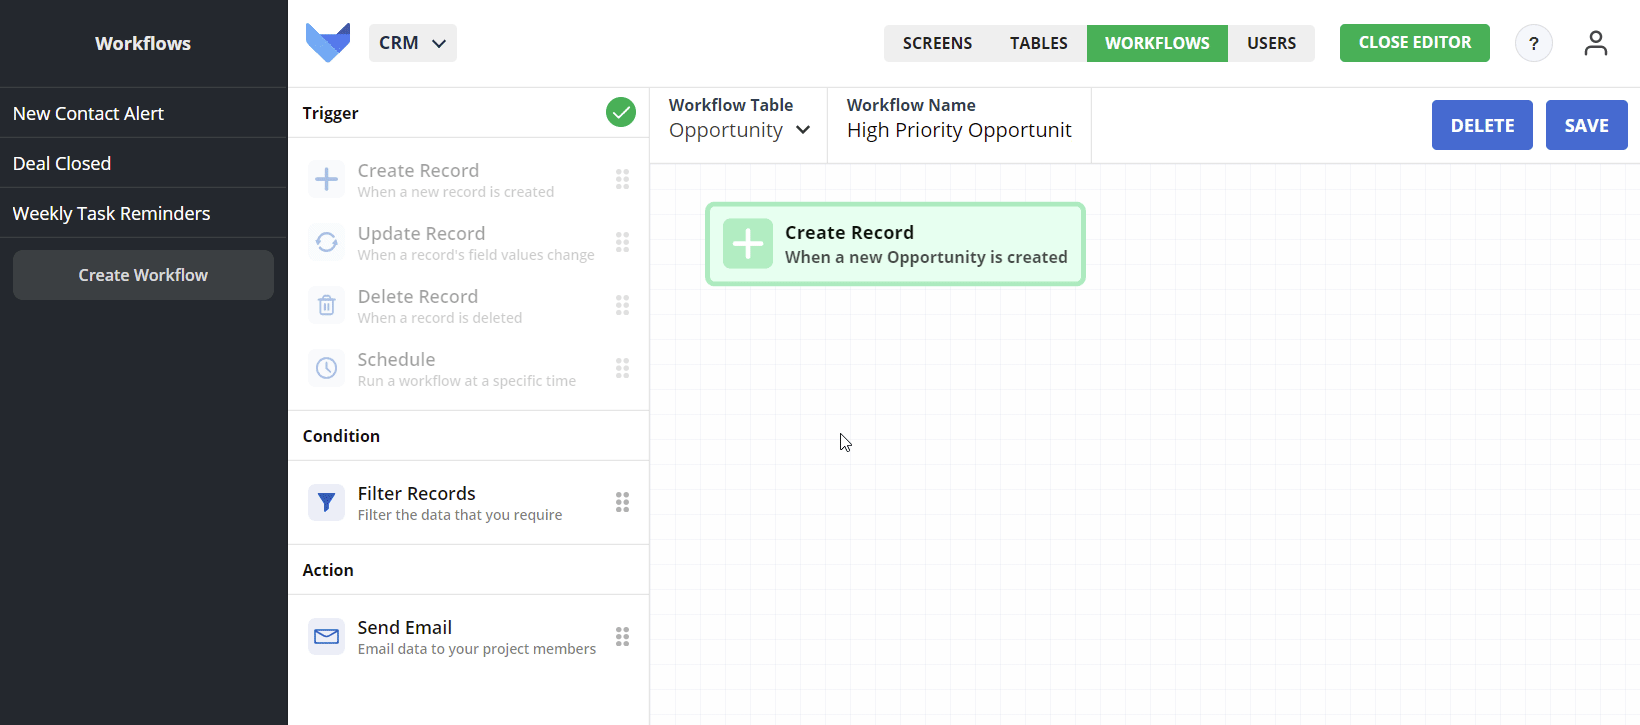 Workflows
New Contact Alert
Deal Closed
Weekly Task Reminders
Create Workflow
CRM
SCREENS TABLES WORKFLOWS USERS
CLOSE EDITOR
?
Trigger
Create Record
When a new record is created
Update Record
When a record's field values change
Delete Record
When a record is deleted
Schedule
Run a workflow at a specific time
Condition
Filter Records
Filter the data that you require
Action
Send Email
Email data to your project members
Workflow Table
Opportunity
Workflow Name
High Priority Opportunit
DELETE
SAVE
Create Record
When a new Opportunity is created